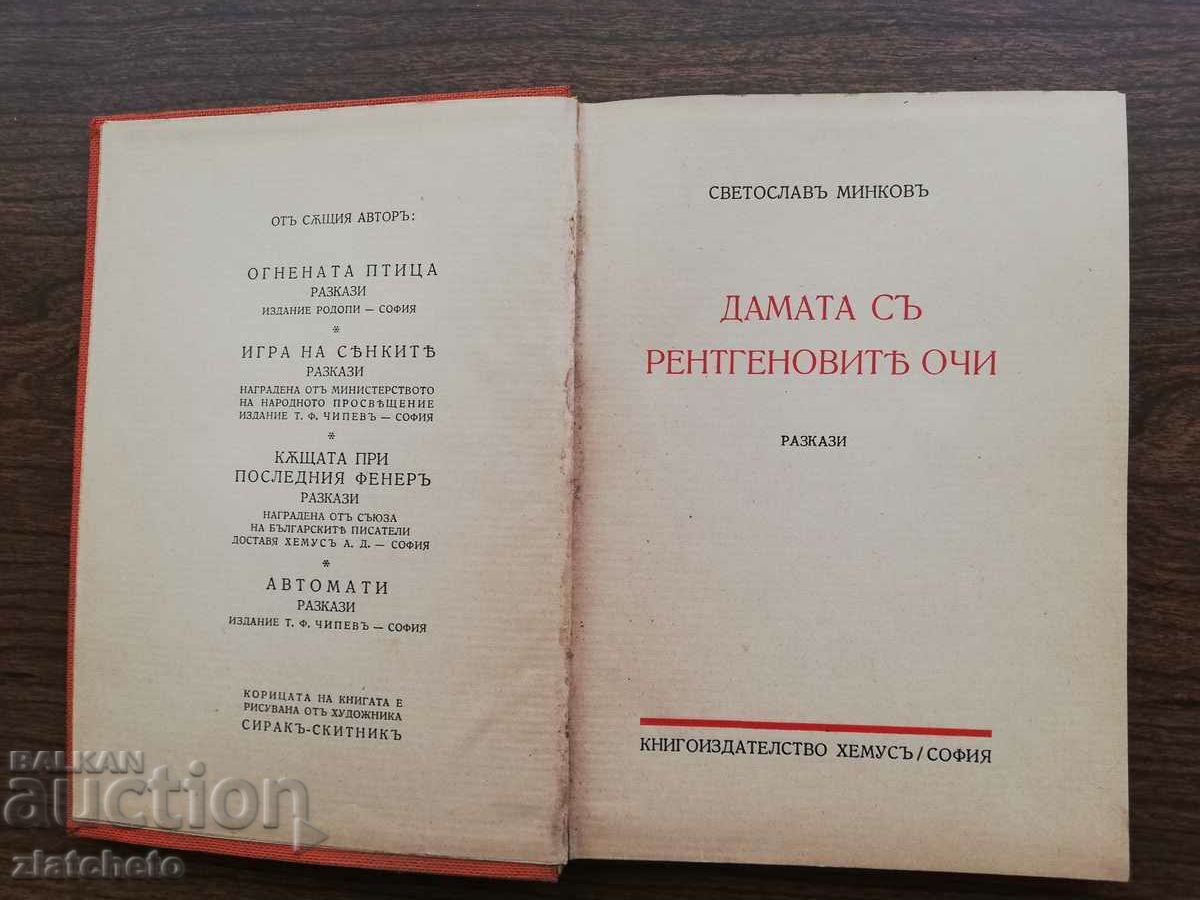 ОТЪ СѪЩИЯ АВТОРЪ:
ОГНЕНАТА ПТИЦА
РАЗКАЗИ
ИЗДАНИЕ РОДОПИ — СОФИЯ
*
ИГРА НА СѢНКИТѢ
РАЗКАЗИ
НАГРАДЕНА ОТЪ МИНИСТЕРСТВОТО
НА НАРОДНОТО ПРОСВѢЩЕНИЕ
ИЗДАНИЕ Т. Ф. ЧИПЕВЪ — СОФИЯ
*
КѪЩАТА ПРИ
ПОСЛЕДНИЯ ФЕНЕРЪ
РАЗКАЗИ
НАГРАДЕНА ОТЪ СЪЮЗА
НА БЪЛГАРСКИТѢ ПИСАТЕЛИ
ДОСТАВЯ ХЕМУСЪ А. Д. — СОФИЯ
*
АВТОМАТИ
РАЗКАЗИ
ИЗДАНИЕ Т. Ф. ЧИПЕВЪ — СОФИЯ
КОРИЦАТА НА КНИГАТА Е
РИСУВАНА ОТЪ ХУДОЖНИКА
СИРАКЪ-СКИТНИКЪ
СВЕТОСЛАВЪ МИНКОВЪ
ДАМАТА СЪ
РЕНТГЕНОВИТѢ ОЧИ
РАЗКАЗИ
КНИГОИЗДАТЕЛСТВО ХЕМУСЪ/СОФИЯ
BALKAN
auction
zlatcheto